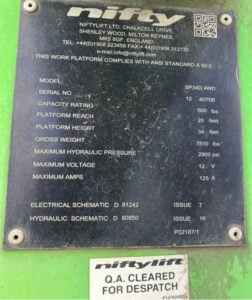 nifty
NIFTYLIFT LTD, CHALKDELL DRIVE,
SHENLEY WOOD, MILTON KEYNES,
MK5 6GF, ENGLAND
TEL: +44(0)1908 223456 FAX:+44(0)1908 312733
e-mail:info@niftylift.com
THIS WORK PLATFORM COMPLIES WITH ANSI STANDARD A 92.5
MODEL SP34D 4WD
SERIAL NO 12 40706
CAPACITY RATING 500 lbs
PLATFORM REACH 20 feet
PLATFORM HEIGHT 34 feet
GROSS WEIGHT 7610 lbs
MAXIMUM HYDRAULIC PRESSURE 2900 psi
MAXIMUM VOLTAGE 12 V
MAXIMUM AMPS 125 A
ELECTRICAL SCHEMATIC D 81242 ISSUE 7
HYDRAULIC SCHEMATIC D 80850 ISSUE 16
P32187/1
niftylift
Q.A. CLEARED
FOR DESPATCH